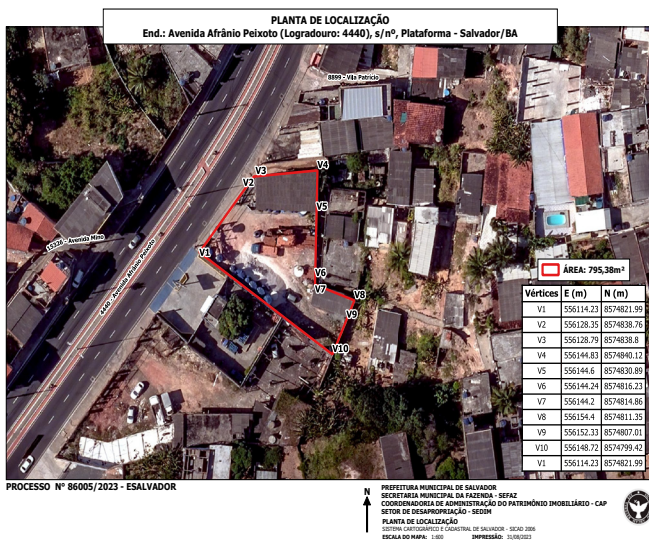 PLANTA DE LOCALIZAÇÃO
End.: Avenida Afrânio Peixoto (Logradouro: 4440), s/nº, Plataforma - Salvador/BA
8899 - Vila Patrício
V3
V4
V2
V5
15226 - Avenida Mino
V1
4440 - Avenida Afrânio Peixoto
V6
V7
V8
V9
V10
ÁREA: 795,38m²
Vértices E (m) N (m)
V1 556114.23 8574821.99
V2 556128.35 8574838.76
V3 556128.79 8574838.8
V4 556144.83 8574840.12
V5 556144.6 8574830.89
V6 556144.24 8574816.23
V7 556144.2 8574814.86
V8 556154.4 8574811.35
V9 556152.33 8574807.01
V10 556148.72 8574799.42
V1 556114.23 8574821.99
PROCESSO Nº 86005/2023 - ESALVADOR
N
PREFEITURA MUNICIPAL DE SALVADOR
SECRETARIA MUNICIPAL DA FAZENDA - SEFAZ
COORDENADORIA DE ADMINISTRAÇÃO DO PATRIMÔNIO IMOBILIÁRIO - CAP
SETOR DE DESAPROPRIAÇÃO - SEDIM
PLANTA DE LOCALIZAÇÃO
SISTEMA CARTOGRÁFICO E CADASTRAL DE SALVADOR - SICAD 2006
ESCALA DO MAPA: 1:600 IMPRESSÃO: 31/08/2023